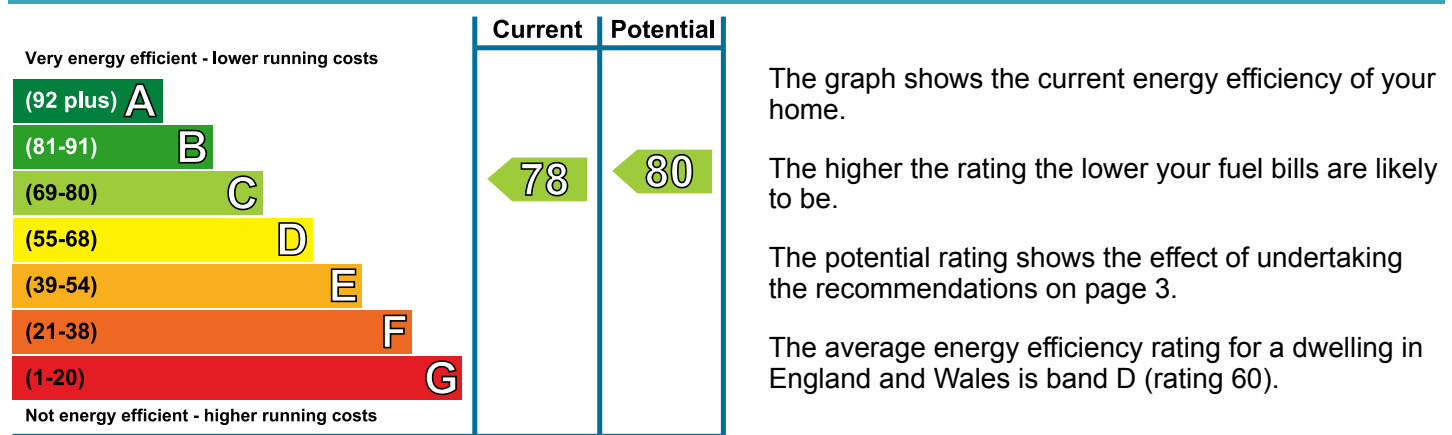 Current Potential
Very energy efficient - lower running costs
(92 plus) A
(81-91) B
(69-80) C
(55-68) D
(39-54) E
(21-38) F
(1-20) G
Not energy efficient - higher running costs
78 80
The graph shows the current energy efficiency of your
home.
The higher the rating the lower your fuel bills are likely
to be.
The potential rating shows the effect of undertaking
the recommendations on page 3.
The average energy efficiency rating for a dwelling in
England and Wales is band D (rating 60).